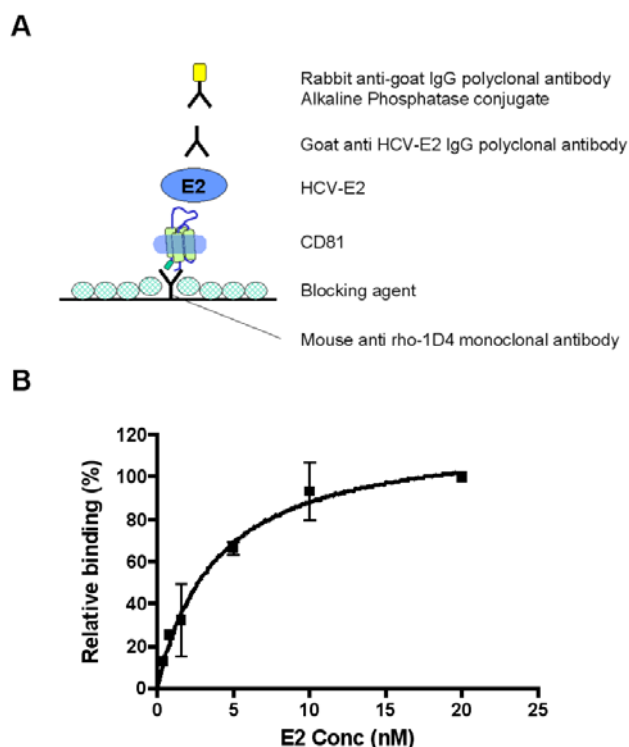 A
Rabbit anti-goat IgG polyclonal antibody
Alkaline Phosphatase conjugate
Goat anti HCV-E2 IgG polyclonal antibody
E2
HCV-E2
CD81
Blocking agent
Mouse anti rho-1D4 monoclonal antibody
B
Relative binding (%)
120
100
80
60
40
20
0
0 5 10 15 20 25
E2 Conc (nM)